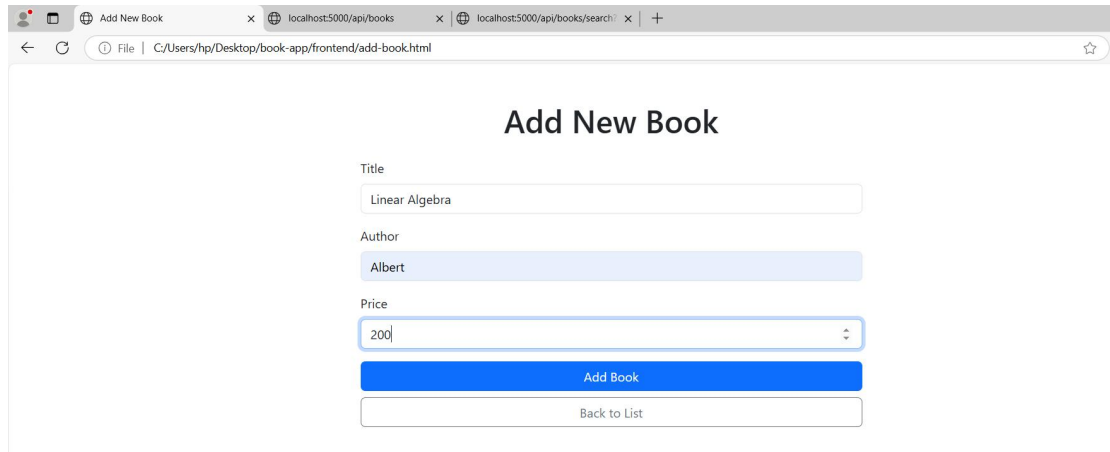 Add New Book
localhost:5000/api/books
localhost:5000/api/books/search?
File | C:/Users/hp/Desktop/book-app/frontend/add-book.html
Add New Book
Title
Linear Algebra
Author
Albert
Price
200
Add Book
Back to List